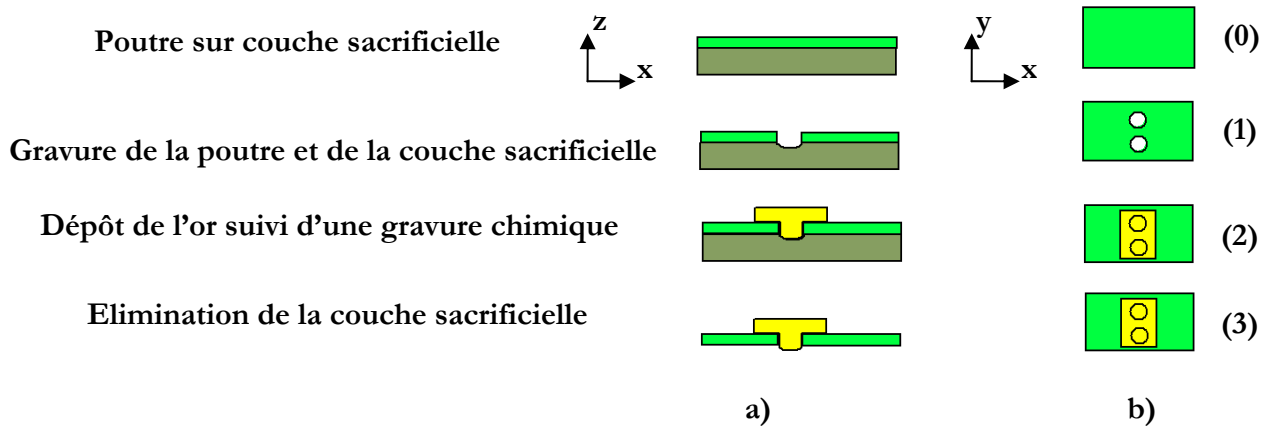 Poutre sur couche sacrificielle
z
x
y
x
(0)
Gravure de la poutre et de la couche sacrificielle
(1)
Dépôt de l’or suivi d’une gravure chimique
(2)
Elimination de la couche sacrificielle
(3)
a)
b)